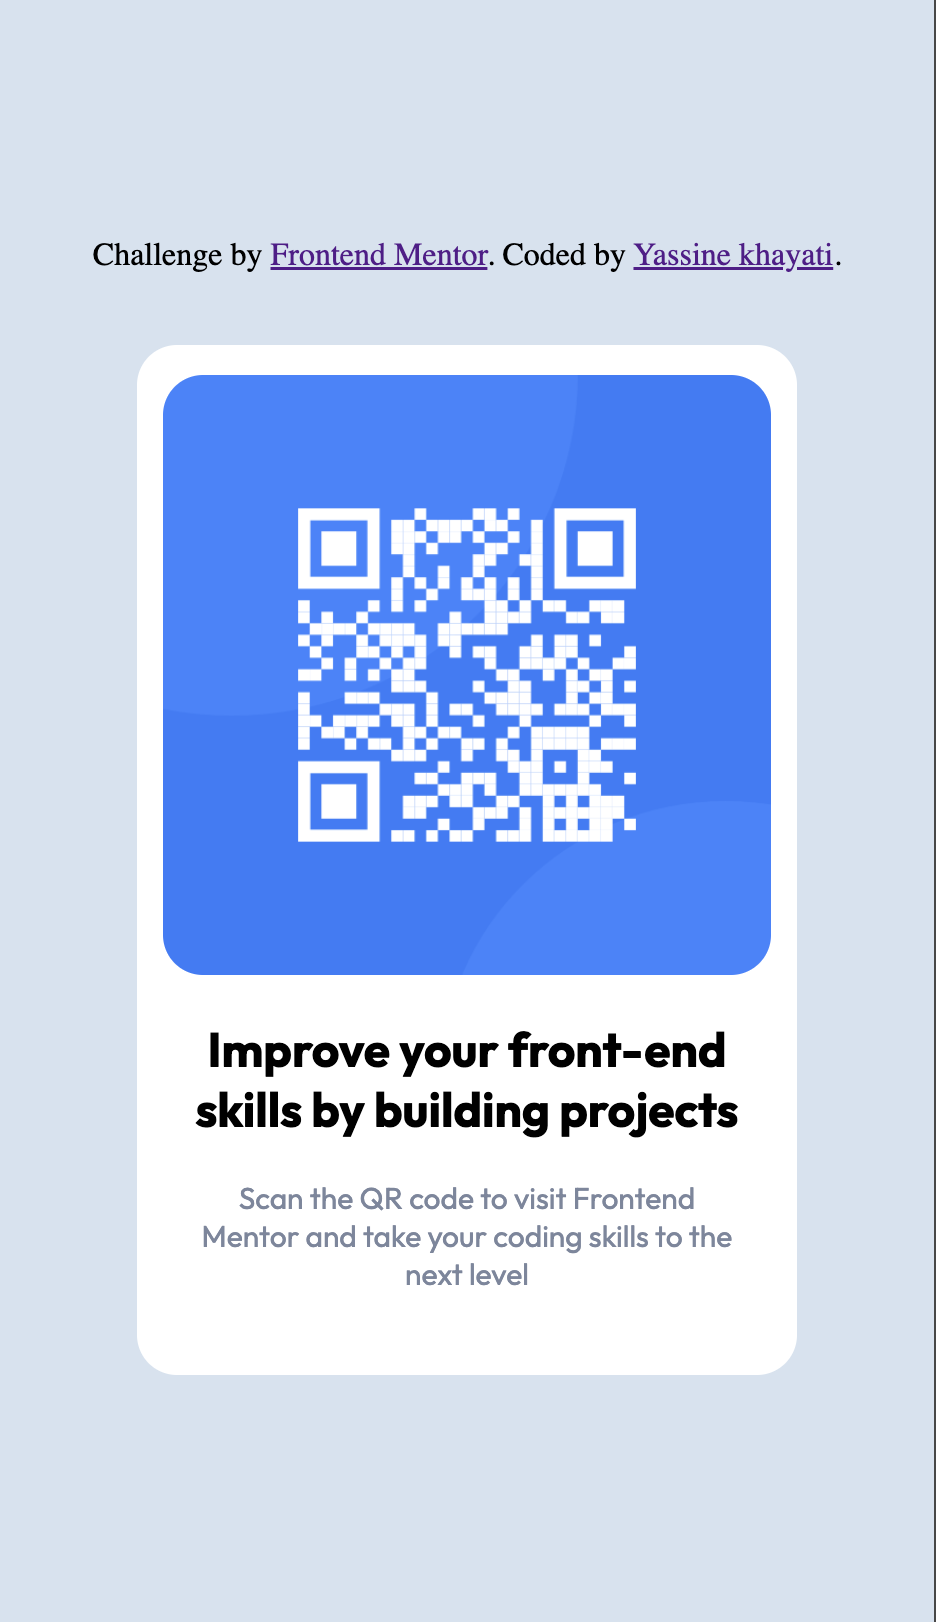 Challenge by Frontend Mentor. Coded by Yassine khayati.
Improve your front-end
skills by building projects
Scan the QR code to visit Frontend
Mentor and take your coding skills to the
next level